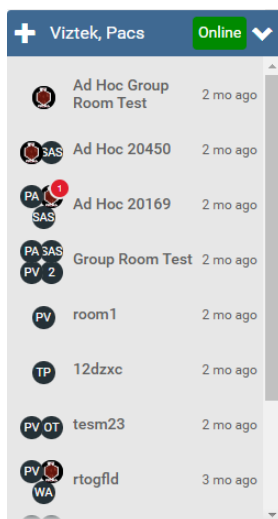 Viztek, Pacs Online
Ad Hoc Group
Room Test
2 mo ago
SAS
Ad Hoc 20450
2 mo ago
PA
1
SAS
Ad Hoc 20169
2 mo ago
PA SAS
PV 2
Group Room Test
2 mo ago
PV
room1
2 mo ago
TP
12dzxc
2 mo ago
PV OT
tesm23
2 mo ago
PV
WA
rtogfld
3 mo ago